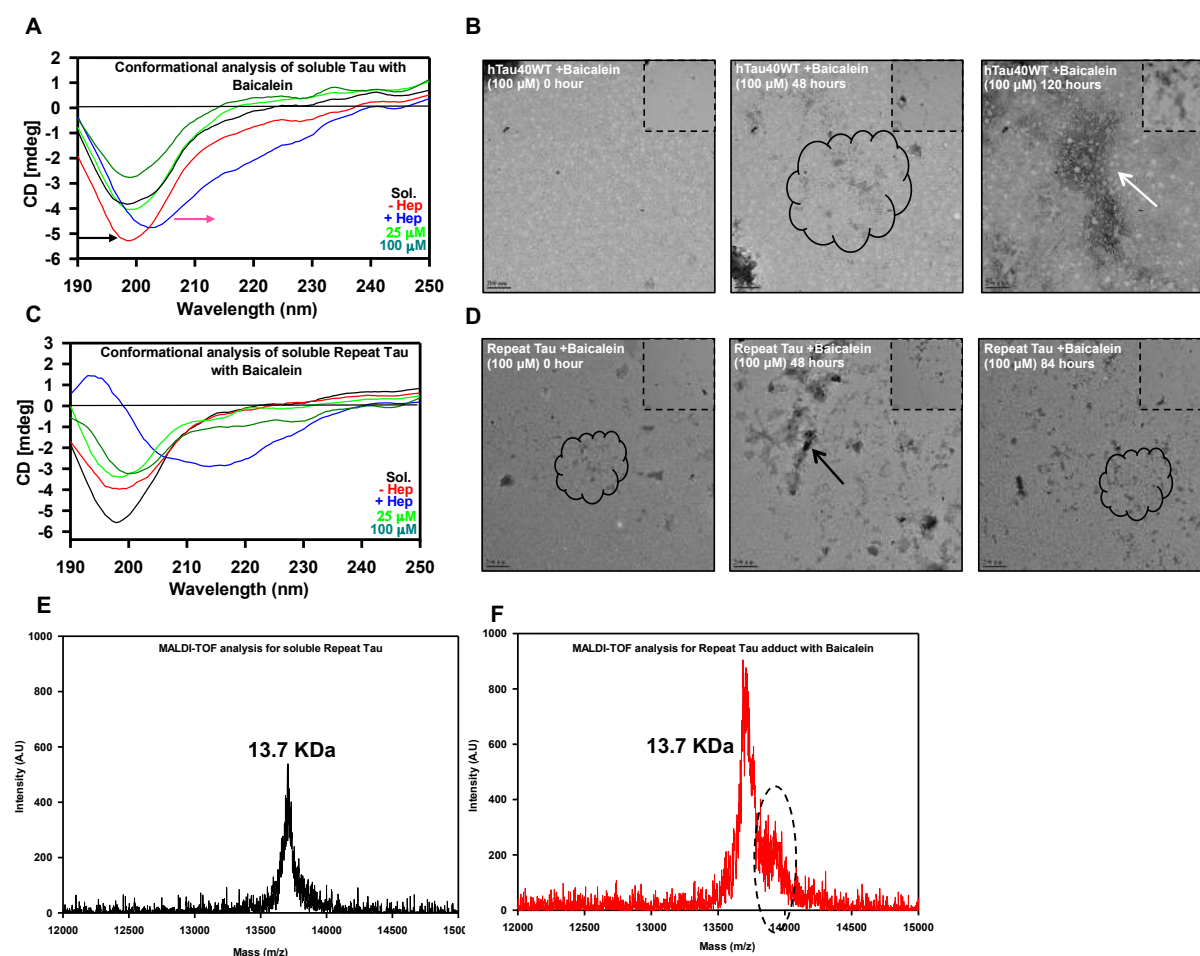 A
Conformational analysis of soluble Tau with
Baicalein
CD [mdeg]
2
1
0
-1
-2
-3
-4
-5
-6
Sol.
- Hep
+ Hep
25 µM
100 µM
190 200 210 220 230 240 250
Wavelength (nm)
B
hTau40WT +Baicalein
(100 µM) 0 hour
hTau40WT +Baicalein
(100 µM) 48 hours
hTau40WT +Baicalein
(100 µM) 120 hours
C
Conformational analysis of soluble Repeat Tau
with Baicalein
CD [mdeg]
3
2
1
0
-1
-2
-3
-4
-5
-6
Sol.
- Hep
+ Hep
25 µM
100 µM
190 200 210 220 230 240 250
Wavelength (nm)
D
Repeat Tau +Baicalein
(100 µM) 0 hour
Repeat Tau +Baicalein
(100 µM) 48 hours
Repeat Tau +Baicalein
(100 µM) 84 hours
E
MALDI-TOF analysis for soluble Repeat Tau
13.7 KDa
Intensity (A.U)
1000
800
600
400
200
0
12000 12500 13000 13500 14000 14500 1500
Mass (m/z)
F
MALDI-TOF analysis for Repeat Tau adduct with Baicalein
13.7 KDa
Intensity (A.U)
1000
800
600
400
200
0
12000 12500 13000 13500 14000 14500 15000
Mass (m/z)